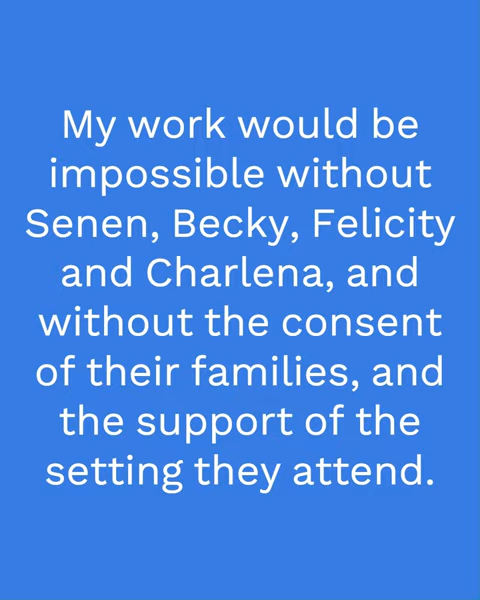 My work would be
impossible without
Senen, Becky, Felicity
and Charlena, and
without the consent
of their families, and
the support of the
setting they attend.